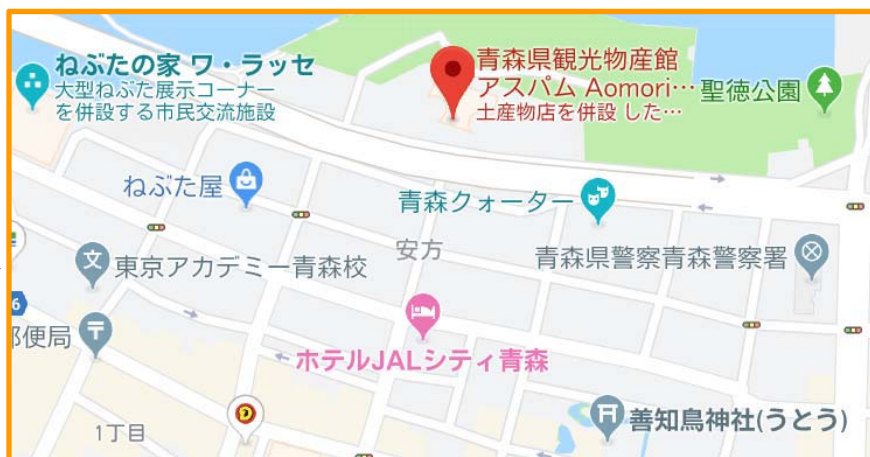 ねぶたの家 ワ・ラッセ
大型ねぶた展示コーナー
を併設する市民交流施設
青森県観光物産館
アスパム Aomori…
土産物店を併設 した…
聖徳公園
ねぶた屋
青森クォーター
東京アカデミー青森校
安方
青森県警察青森警察署
6
郵便局
ホテルJALシティ青森
1丁目
善知鳥神社(うとう)